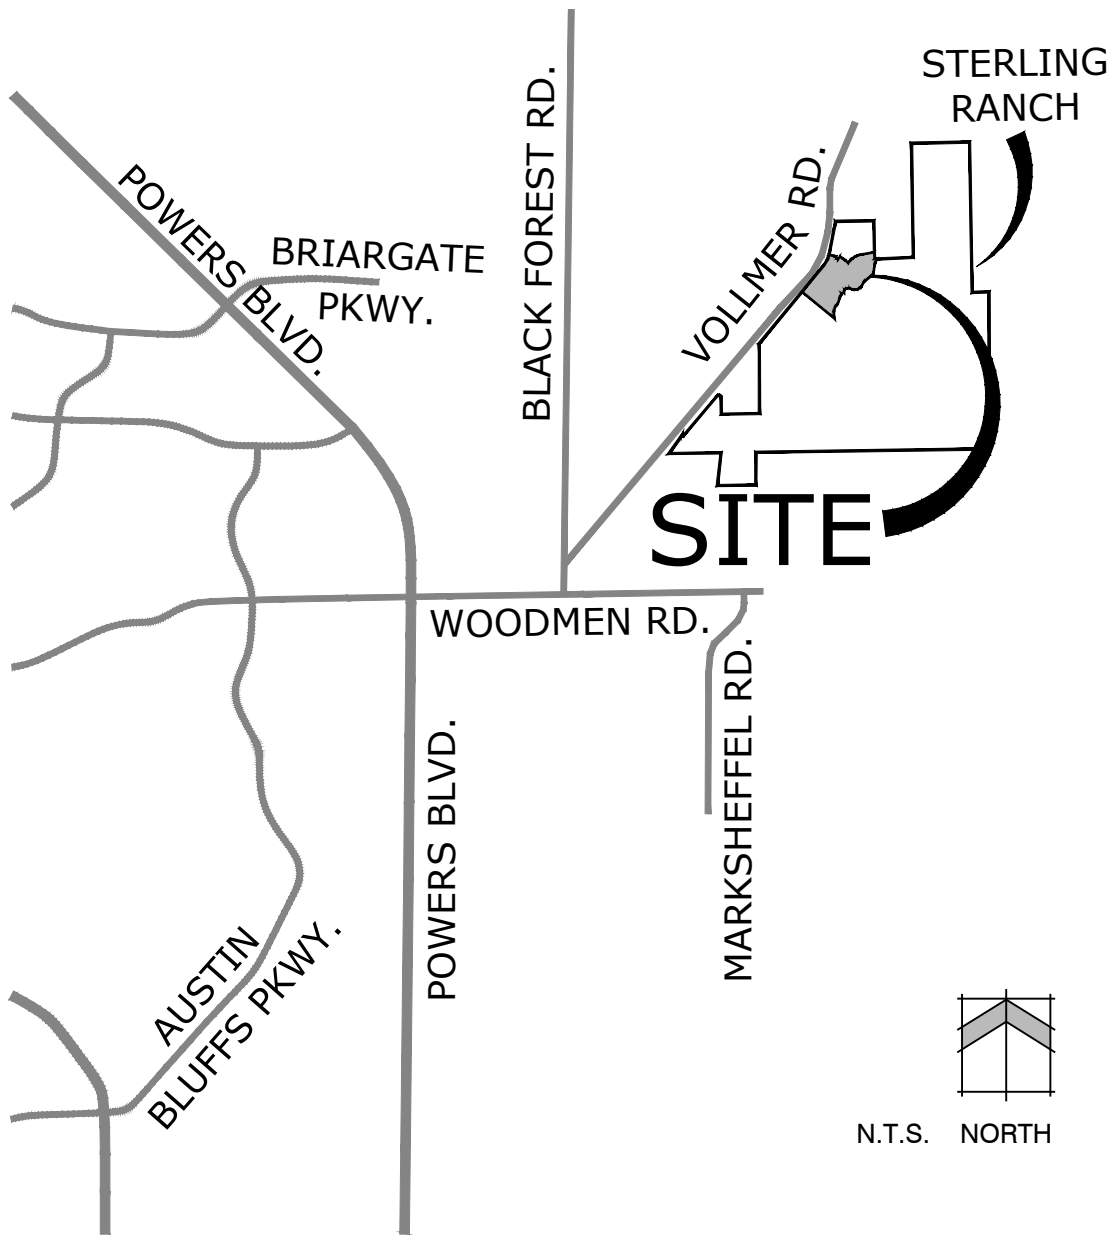 STERLING
RANCH
BLACK FOREST RD.
VOLLMER RD.
POWERS BLVD.
BRIARGATE
PKWY.
SITE
WOODMEN RD.
MARKSHEFFEL RD.
POWERS BLVD.
AUSTIN
BLUFFS PKWY.
N.T.S.
NORTH